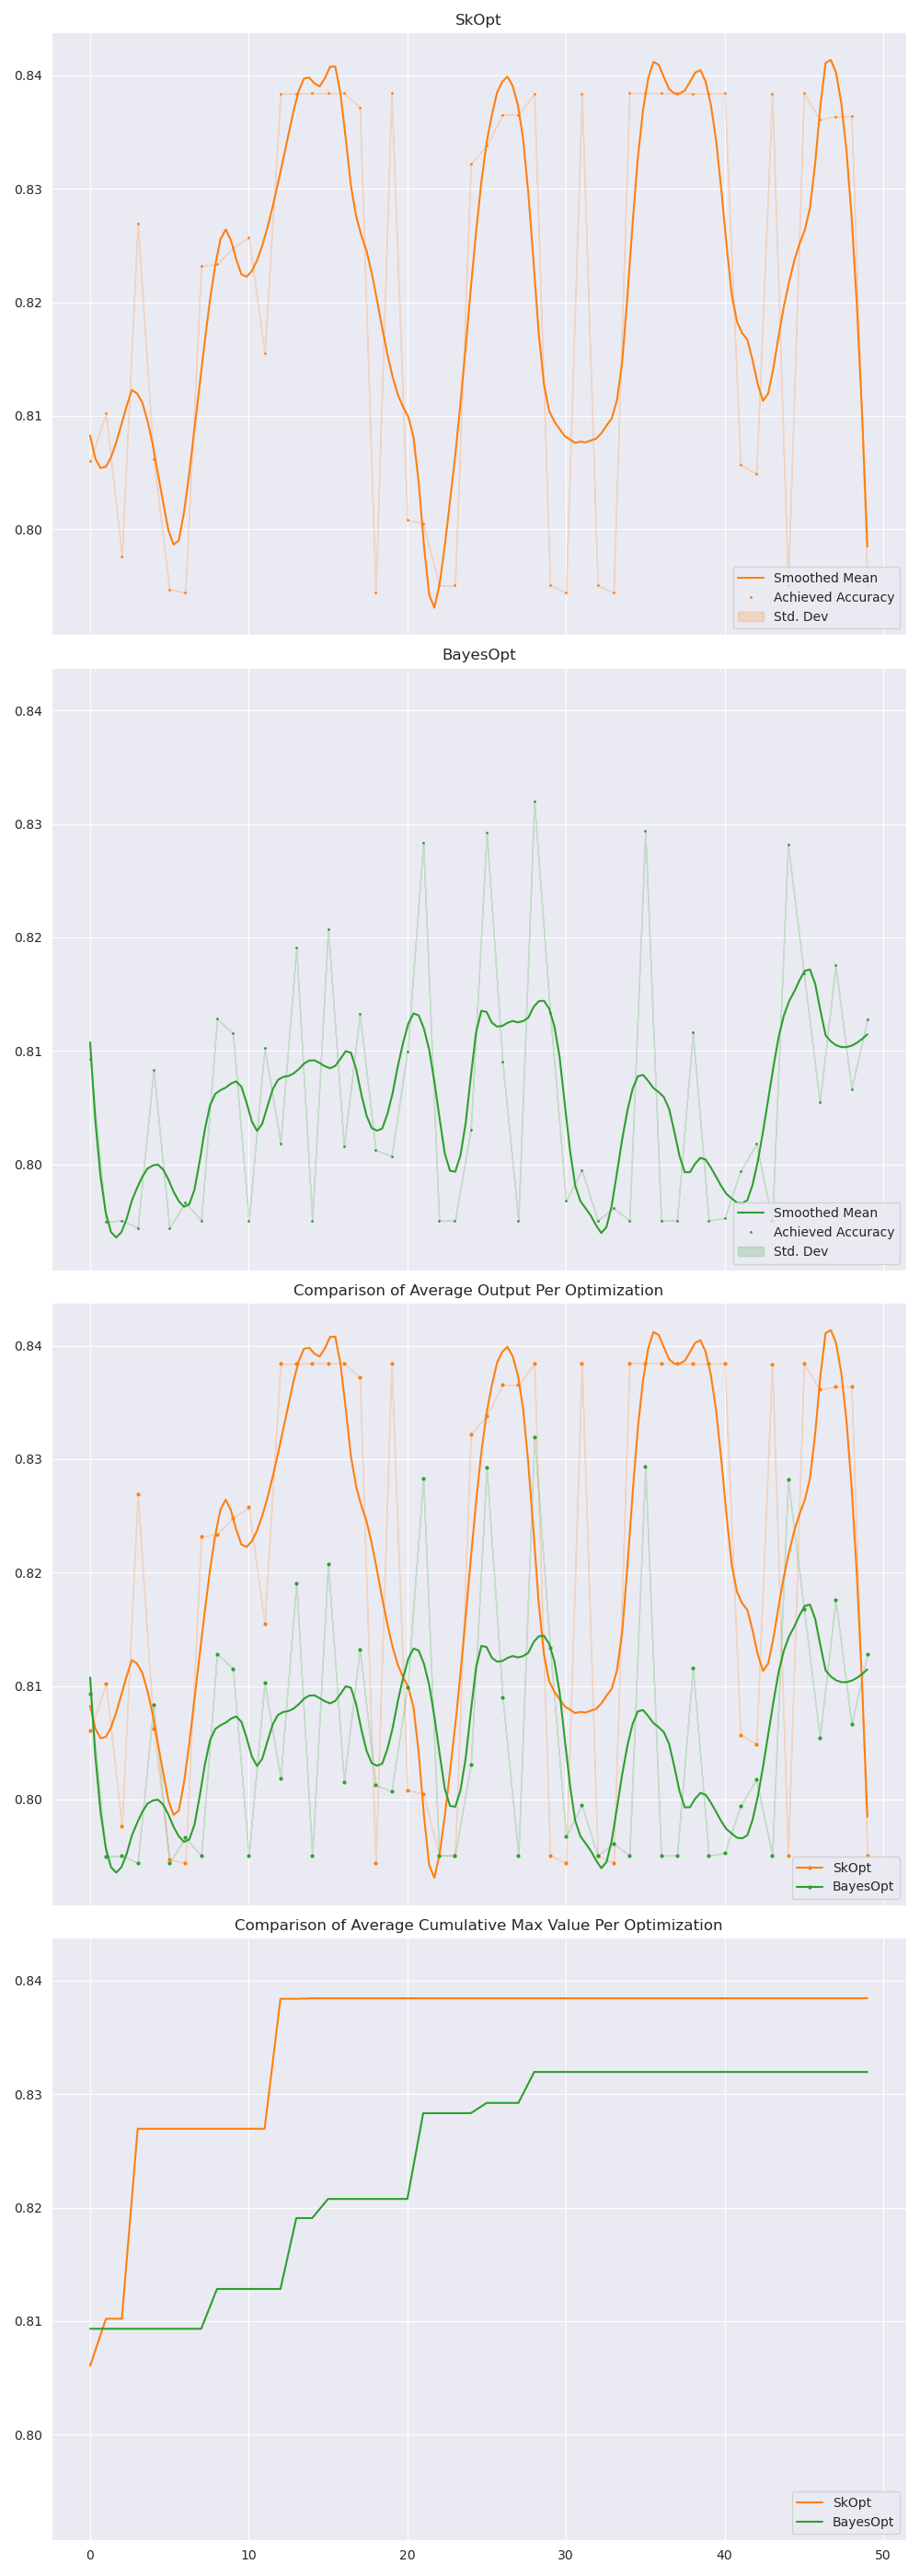 SkOpt
0.84
0.83
0.82
0.81
0.80
Smoothed Mean
Achieved Accuracy
Std. Dev
BayesOpt
0.84
0.83
0.82
0.81
0.80
Smoothed Mean
Achieved Accuracy
Std. Dev
Comparison of Average Output Per Optimization
0.84
0.83
0.82
0.81
0.80
SkOpt
BayesOpt
Comparison of Average Cumulative Max Value Per Optimization
0.84
0.83
0.82
0.81
0.80
SkOpt
BayesOpt
0 10 20 30 40 50